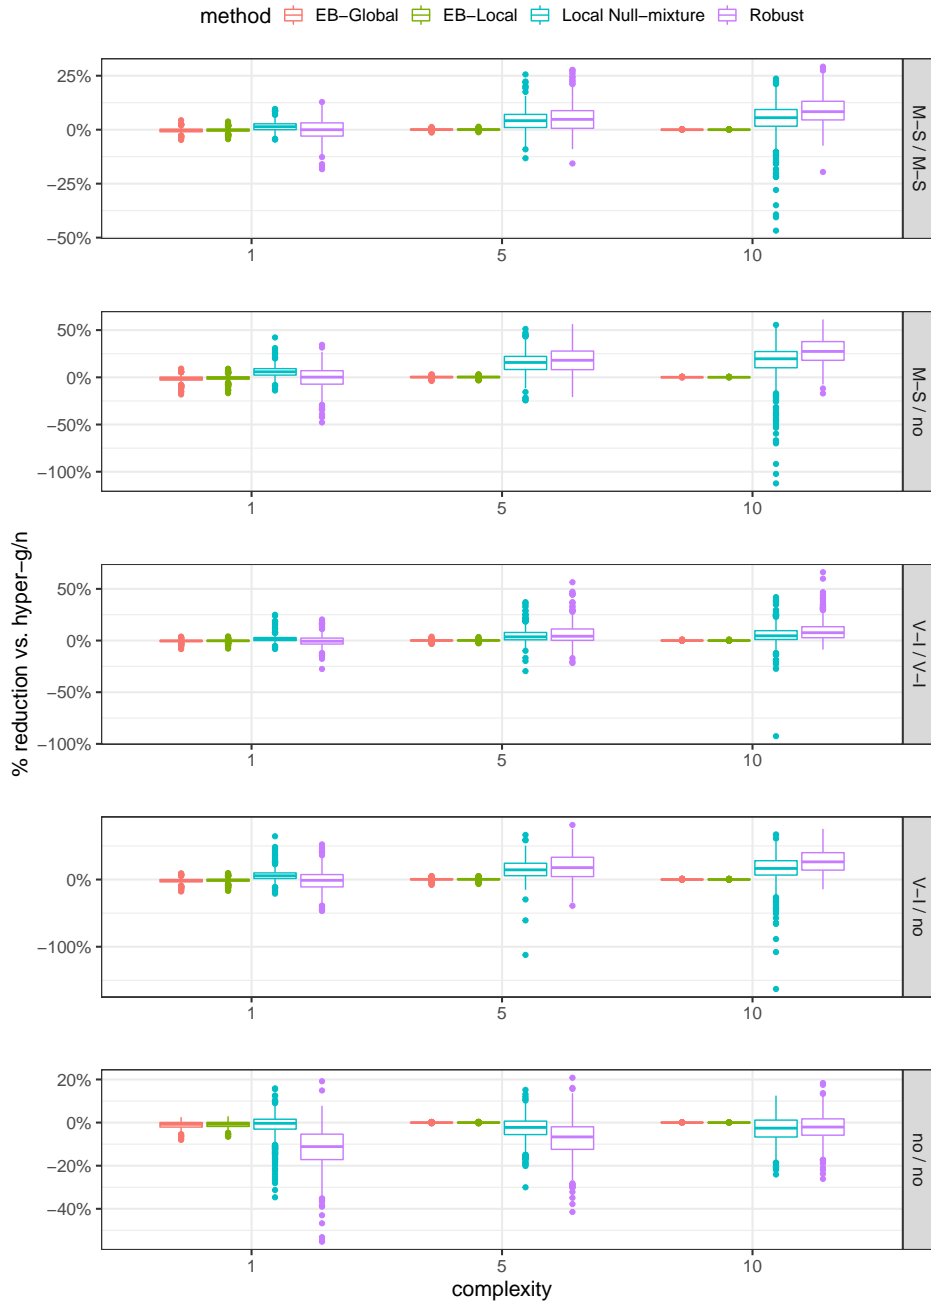 method EB−Global EB−Local Local Null−mixture Robust
25%
0%
−25%
−50%
1 5 10
M−S / M−S
50%
0%
−50%
−100%
1 5 10
M−S / no
50%
0%
−50%
−100%
1 5 10
V−I / V−I
0%
−100%
1 5 10
V−I / no
20%
0%
−20%
−40%
1 5 10
no / no
complexity
% reduction vs. hyper−g/n